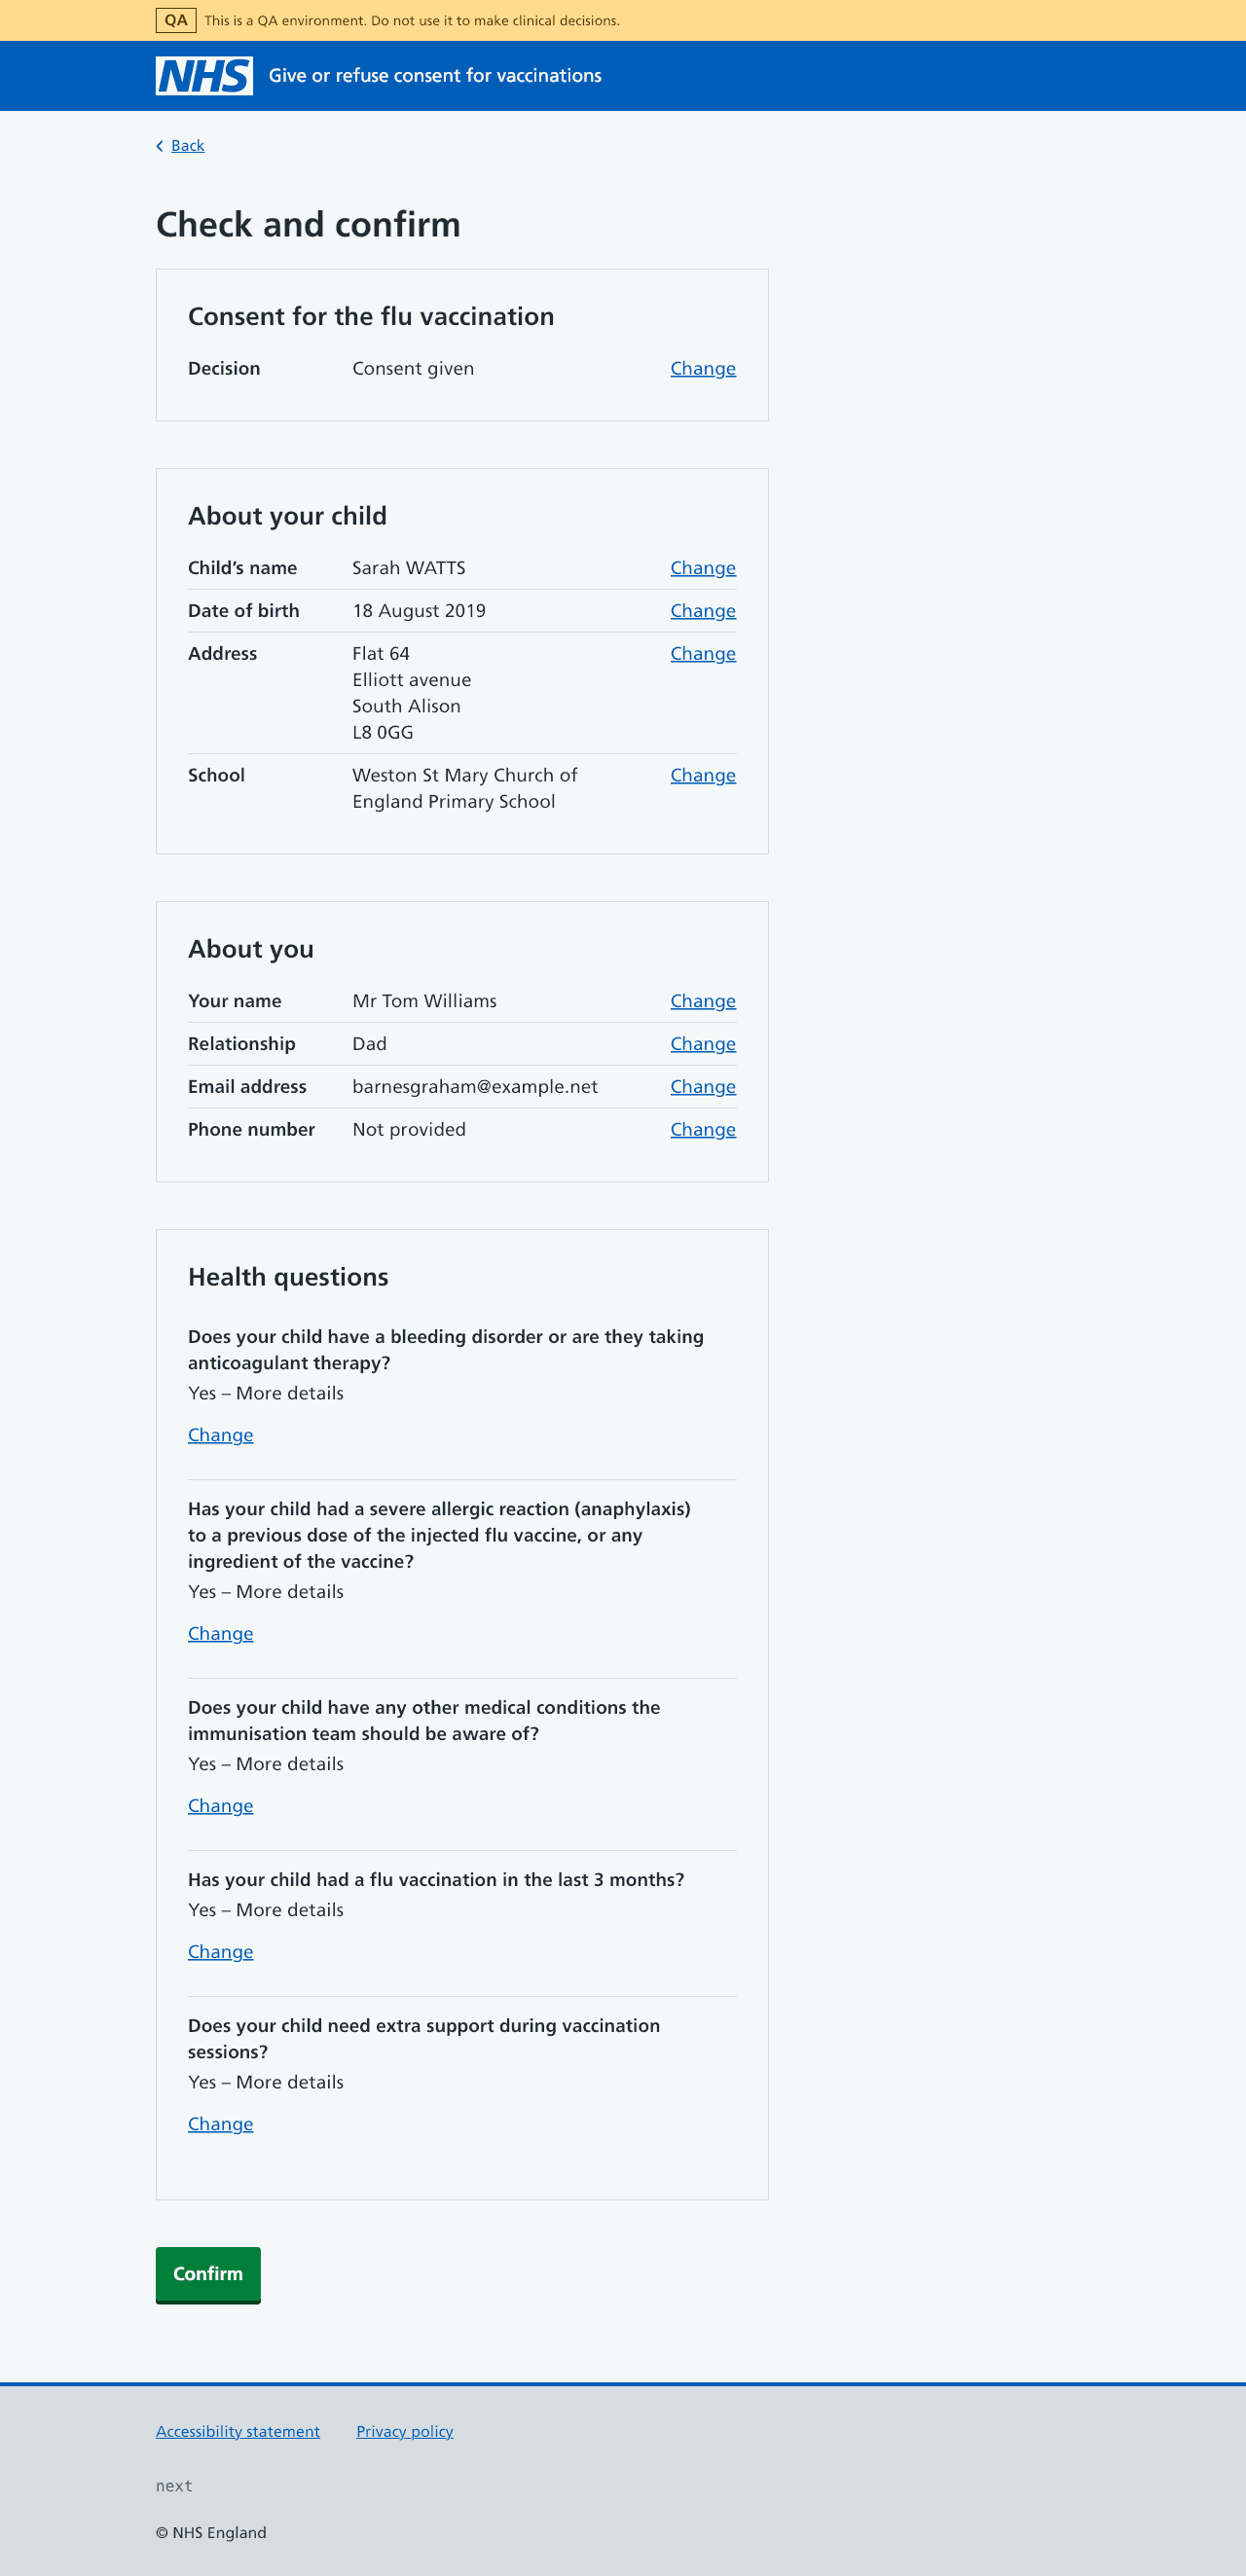 QA This is a QA environment. Do not use it to make clinical decisions.
NHS Give or refuse consent for vaccinations
Back
Check and confirm
Consent for the flu vaccination
Decision Consent given Change
About your child
Child’s name Sarah WATTS Change
Date of birth 18 August 2019 Change
Address Flat 64 Change
Elliott avenue
South Alison
L8 0GG
School Weston St Mary Church of Change
England Primary School
About you
Your name Mr Tom Williams Change
Relationship Dad Change
Email address barnesgraham@example.net Change
Phone number Not provided Change
Health questions
Does your child have a bleeding disorder or are they taking
anticoagulant therapy?
Yes – More details
Change
Has your child had a severe allergic reaction (anaphylaxis)
to a previous dose of the injected flu vaccine, or any
ingredient of the vaccine?
Yes – More details
Change
Does your child have any other medical conditions the
immunisation team should be aware of?
Yes – More details
Change
Has your child had a flu vaccination in the last 3 months?
Yes – More details
Change
Does your child need extra support during vaccination
sessions?
Yes – More details
Change
Confirm
Accessibility statement Privacy policy
next
© NHS England